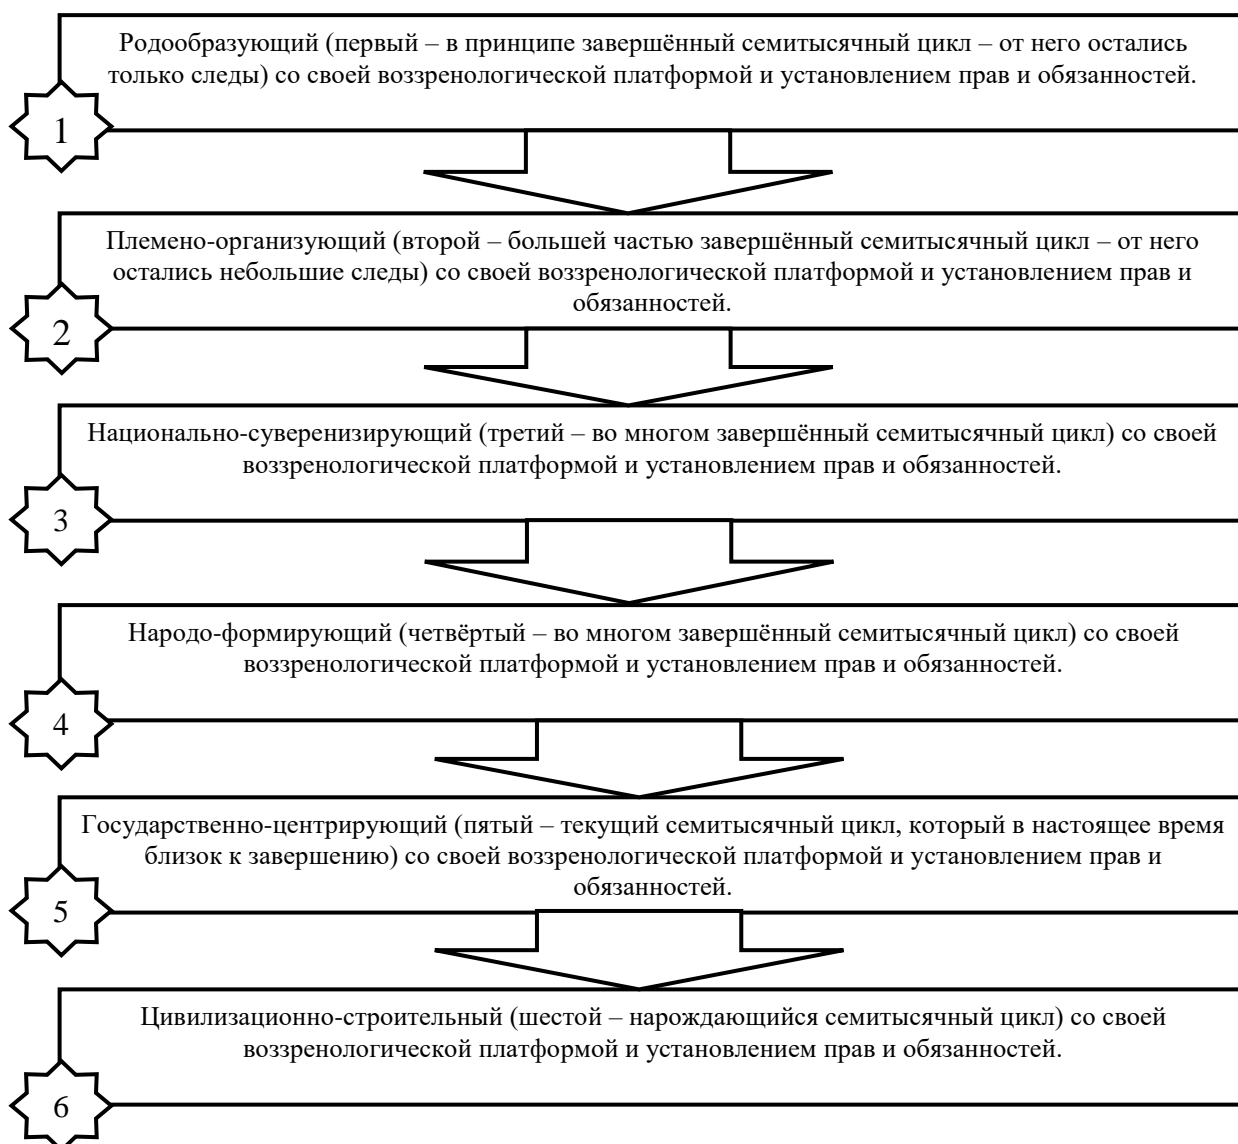 Родообразующий (первый – в принципе завершённый семитысячный цикл – от него остались
только следы) со своей воззренологической платформой и установлением прав и обязанностей.
1
Племено-организующий (второй – большей частью завершённый семитысячный цикл – от него
остались небольшие следы) со своей воззренологической платформой и установлением прав и
обязанностей.
2
Национально-суверенизирующий (третий – во многом завершённый семитысячный цикл) со своей
воззренологической платформой и установлением прав и обязанностей.
3
Народо-формирующий (четвёртый – во многом завершённый семитысячный цикл) со своей
воззренологической платформой и установлением прав и обязанностей.
4
Государственно-центрирующий (пятый – текущий семитысячный цикл, который в настоящее время
близок к завершению) со своей воззренологической платформой и установлением прав и
обязанностей.
5
Цивилизационно-строительный (шестой – нарождающийся семитысячный цикл) со своей
воззренологической платформой и установлением прав и обязанностей.
6